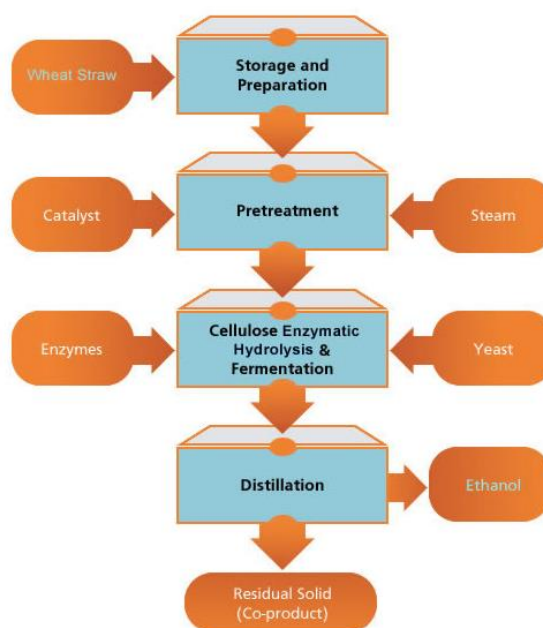 Wheat Straw
Storage and
Preparation
Catalyst
Pretreatment
Steam
Enzymes
Cellulose Enzymatic
Hydrolysis &
Fermentation
Yeast
Distillation
Ethanol
Residual Solid
(Co-product)